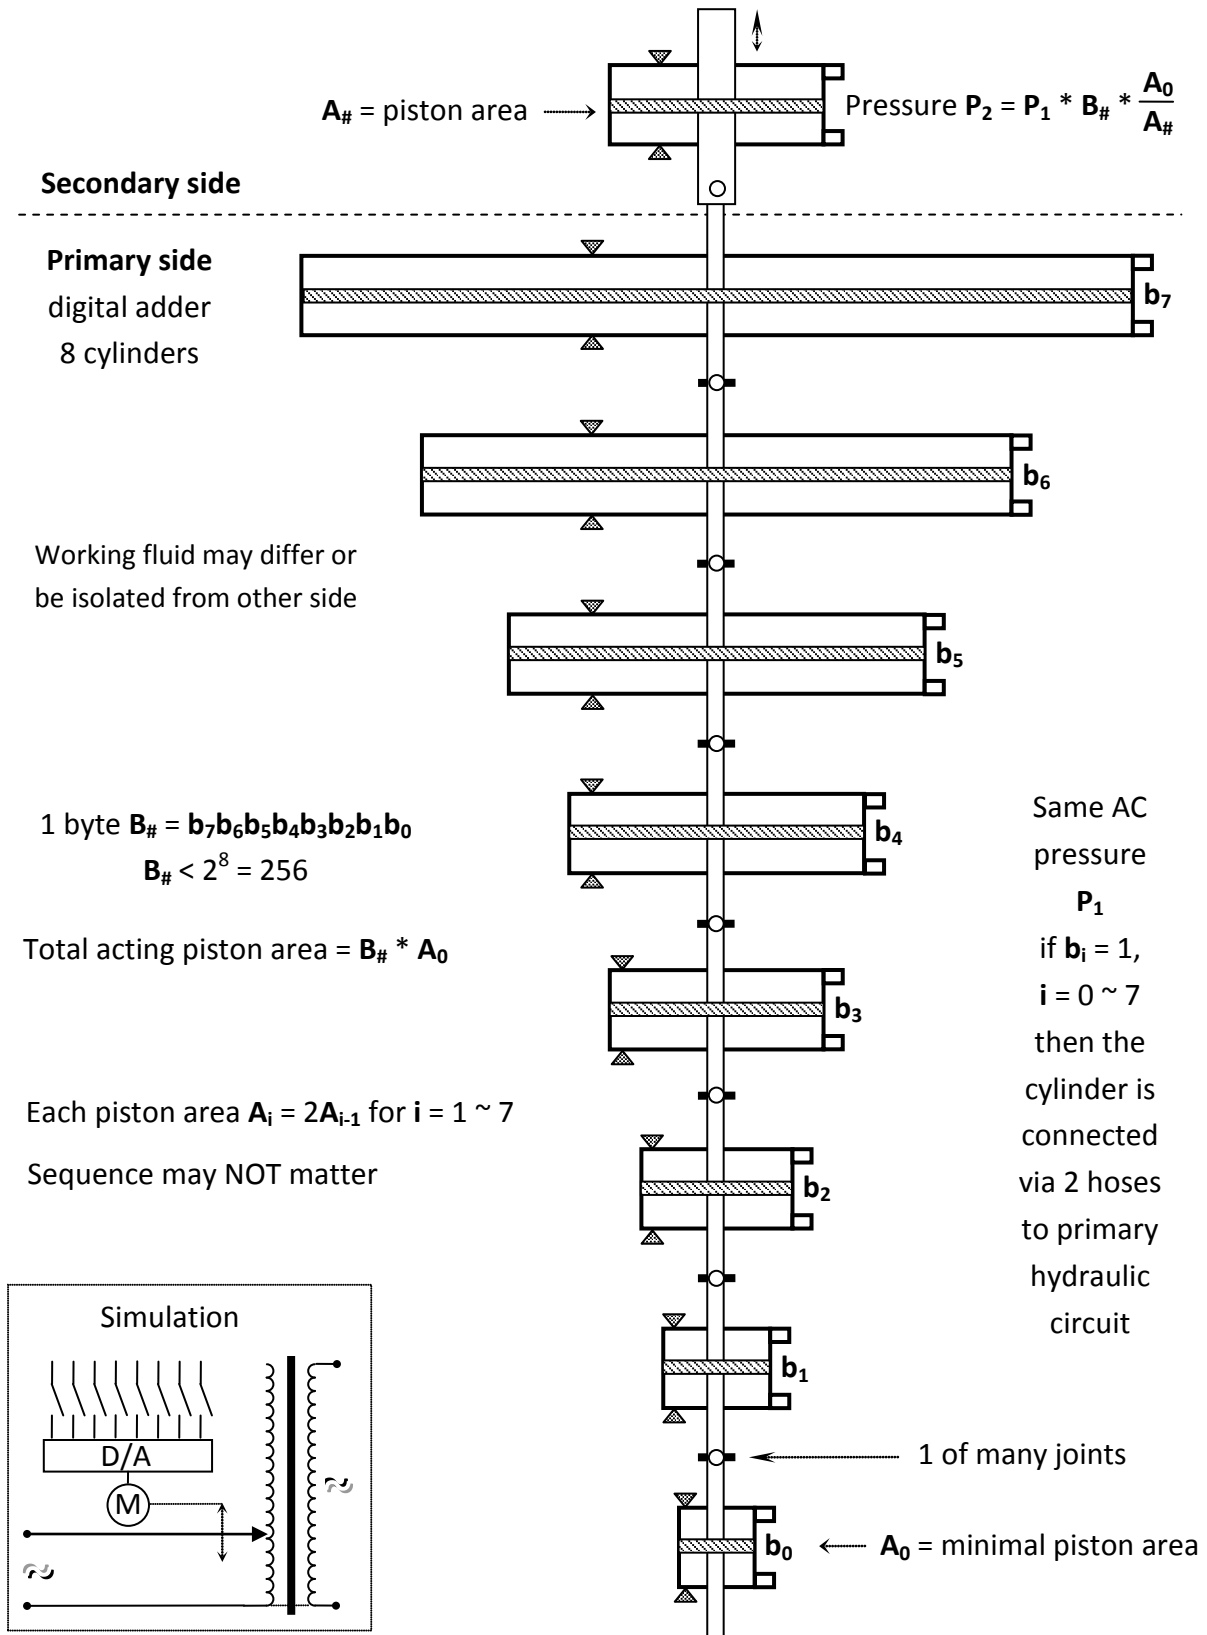 A# = piston area
Pressure P₂ = P₁ * B# * A₀/A#
Secondary side
Primary side
digital adder
8 cylinders
b₇
b₆
Working fluid may differ or
be isolated from other side
b₅
1 byte B# = b₇b₆b₅b₄b₃b₂b₁b₀
B# < 2⁸ = 256
b₄
Total acting piston area = B# * A₀
b₃
Each piston area Aᵢ = 2Aᵢ₋₁ for i = 1 ~ 7
Sequence may NOT matter
b₂
Same AC
pressure
P₁
if bᵢ = 1,
i = 0 ~ 7
then the
cylinder is
connected
via 2 hoses
to primary
hydraulic
circuit
b₁
1 of many joints
b₀
A₀ = minimal piston area
Simulation
D/A
M